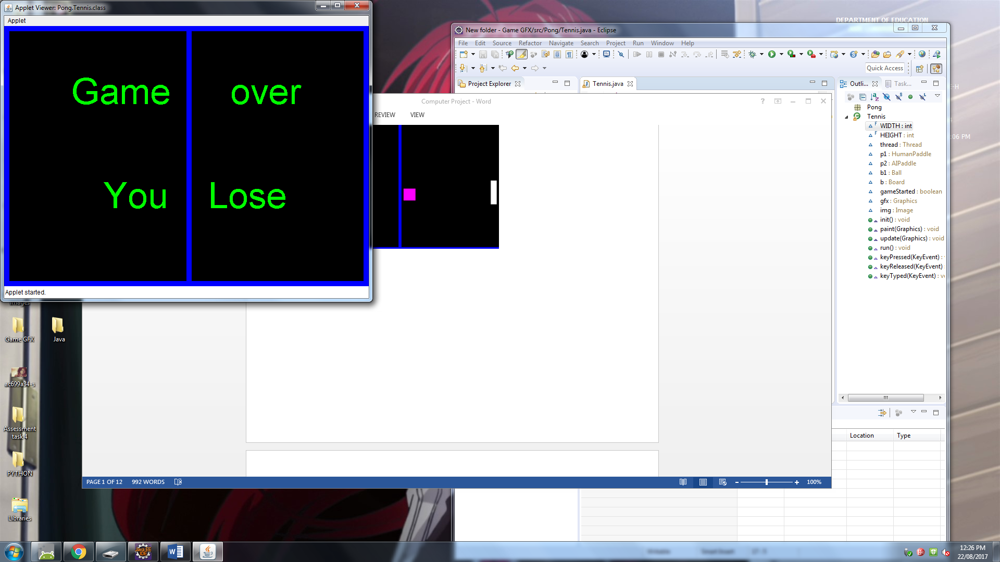 Applet Viewer: Pong.Tennis.class
Applet
Game over
You Lose
Applet started.
DEPARTMENT OF EDUCATION
New folder - Game GFX/src/Pong/Tennis.java - Eclipse
File Edit Source Refactor Navigate Search Project Run Window Help
Quick Access
Project Explorer
Tennis.java
Outli...
Task...
Computer Project - Word
REVIEW VIEW
Pong
Tennis
WIDTH : int
HEIGHT : int
thread : Thread
p1 : HumanPaddle
p2 : AIPaddle
b1 : Ball
b : Board
gameStarted : boolean
gfx : Graphics
img : Image
init() : void
paint(Graphics) : void
update(Graphics) : void
run() : void
keyPressed(KeyEvent) :
keyReleased(KeyEvent)
keyTyped(KeyEvent) : v
:06 PM
Location Type
Images
Game GFX
Java
ac699a34-s
Assessment
task 4
PYTHON
Libraries
PAGE 1 OF 12 992 WORDS
100%
Java EE
IDE
12:26 PM
22/08/2017